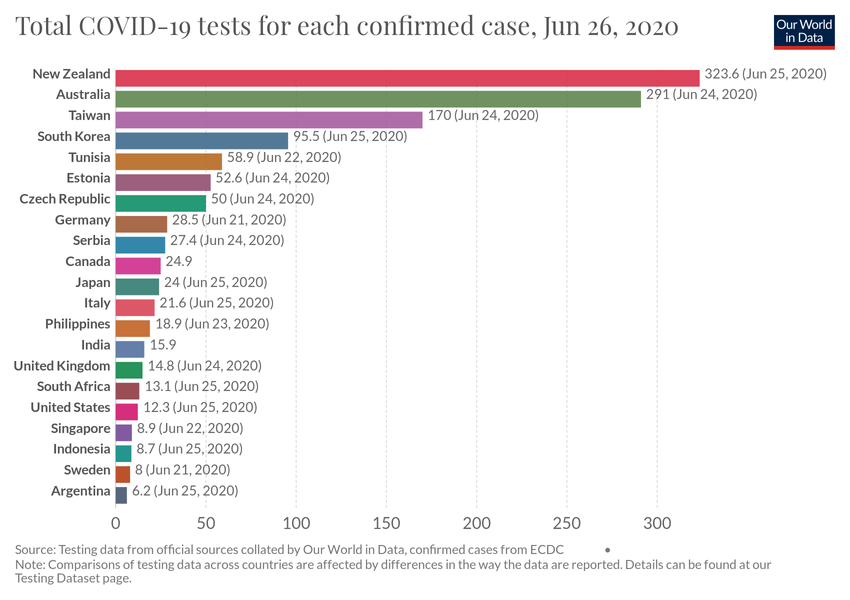 Total COVID-19 tests for each confirmed case, Jun 26, 2020
Our World
in Data
New Zealand 323.6 (Jun 25, 2020)
Australia 291 (Jun 24, 2020)
Taiwan 170 (Jun 24, 2020)
South Korea 95.5 (Jun 25, 2020)
Tunisia 58.9 (Jun 22, 2020)
Estonia 52.6 (Jun 24, 2020)
Czech Republic 50 (Jun 24, 2020)
Germany 28.5 (Jun 21, 2020)
Serbia 27.4 (Jun 24, 2020)
Canada 24.9
Japan 24 (Jun 25, 2020)
Italy 21.6 (Jun 25, 2020)
Philippines 18.9 (Jun 23, 2020)
India 15.9
United Kingdom 14.8 (Jun 24, 2020)
South Africa 13.1 (Jun 25, 2020)
United States 12.3 (Jun 25, 2020)
Singapore 8.9 (Jun 22, 2020)
Indonesia 8.7 (Jun 25, 2020)
Sweden 8 (Jun 21, 2020)
Argentina 6.2 (Jun 25, 2020)
0 50 100 150 200 250 300
Source: Testing data from official sources collated by Our World in Data, confirmed cases from ECDC •
Note: Comparisons of testing data across countries are affected by differences in the way the data are reported. Details can be found at our
Testing Dataset page.